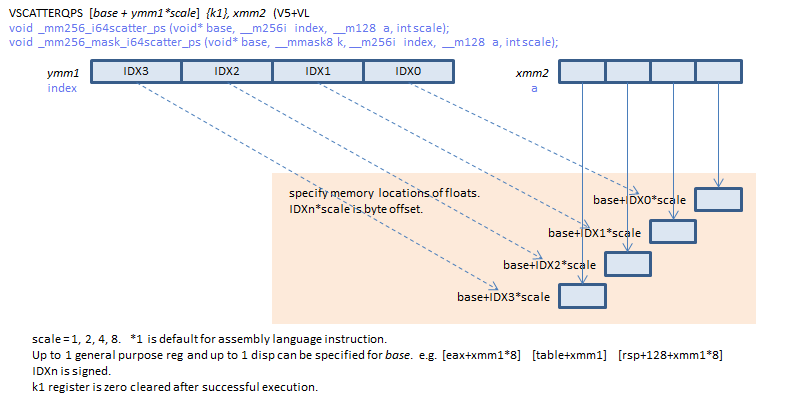 VSCATTERQPS [base + ymm1*scale] {k1}, xmm2 (V5+VL
void _mm256_i64scatter_ps (void* base, __m256i index, __m128 a, int scale);
void _mm256_mask_i64scatter_ps (void* base, __mmask8 k, __m256i index, __m128 a, int scale);
ymm1 IDX3 IDX2 IDX1 IDX0 xmm2
index a
specify memory locations of floats.
IDXn*scale is byte offset.
base+IDX0*scale
base+IDX1*scale
base+IDX2*scale
base+IDX3*scale
scale = 1, 2, 4, 8. *1 is default for assembly language instruction.
Up to 1 general purpose reg and up to 1 disp can be specified for base. e.g. [eax+xmm1*8] [table+xmm1] [rsp+128+xmm1*8]
IDXn is signed.
k1 register is zero cleared after successful execution.